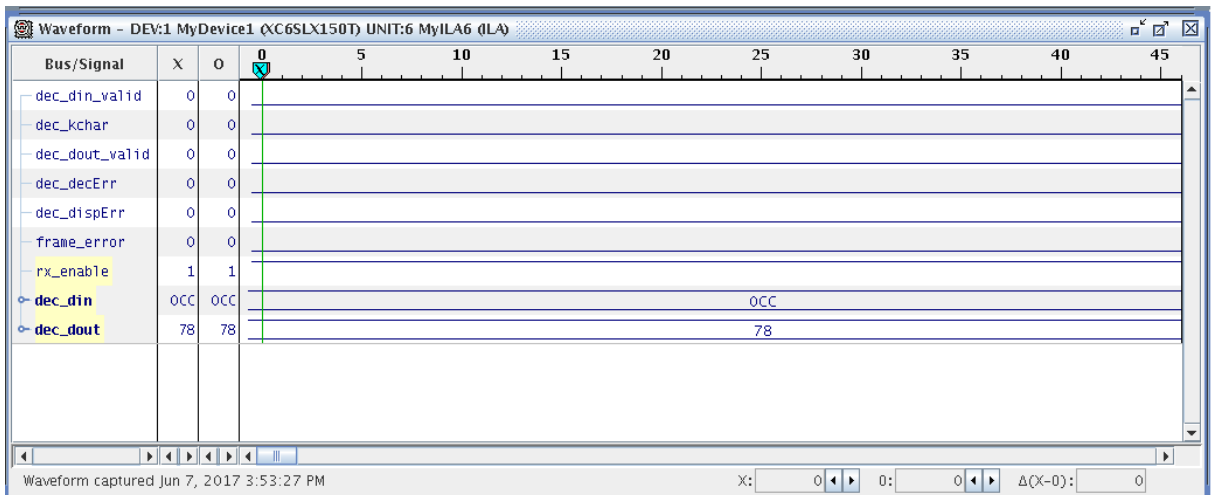 Waveform - DEV:1 MyDevice1 (XC6SLX150T) UNIT:6 MyILA6 (ILA)
Bus/Signal X O 0 5 10 15 20 25 30 35 40 45
X
dec_din_valid 0 0
dec_kchar 0 0
dec_dout_valid 0 0
dec_decErr 0 0
dec_dispErr 0 0
frame_error 0 0
rx_enable 1 1
dec_din 0CC 0CC 0CC
dec_dout 78 78 78
Waveform captured Jun 7, 2017 3:53:27 PM X: 0 O: 0 Δ(X-O): 0